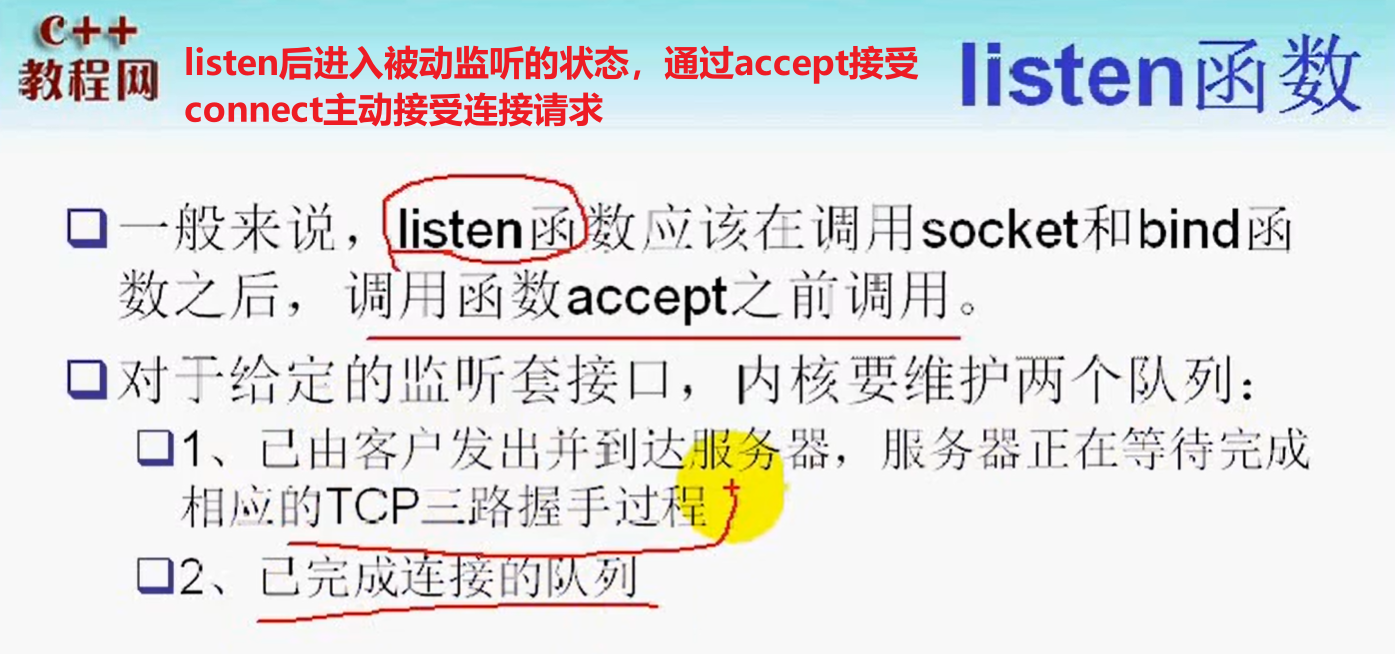 C++
教程网
listen后进入被动监听的状态，通过accept接受
connect主动接受连接请求
listen函数
一般来说，listen函数应该在调用socket和bind函
数之后，调用函数accept之前调用。
对于给定的监听套接口，内核要维护两个队列：
1、已由客户发出并到达服务器，服务器正在等待完成
相应的TCP三路握手过程
2、已完成连接的队列